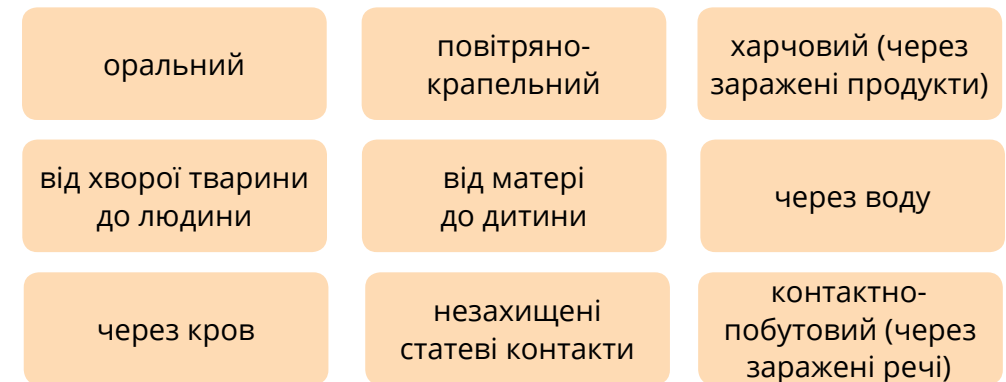 оральний
повітряно-
крапельний
харчовий (через
заражені продукти)
від хворої тварини
до людини
від матері
до дитини
через воду
через кров
незахищені
статеві контакти
контактно-
побутовий (через
заражені речі)